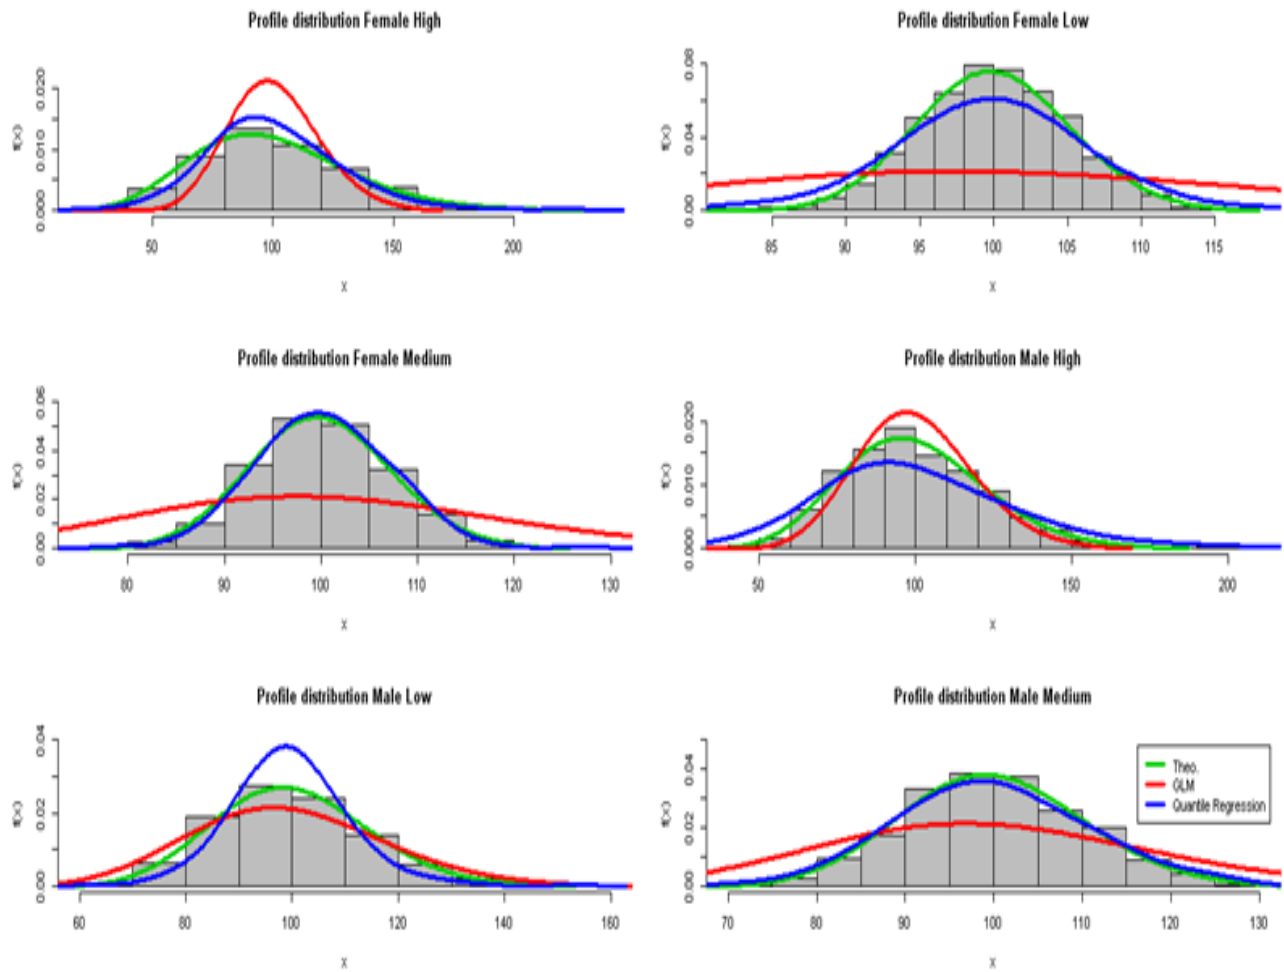 Profile distribution Female High
f(x)
0.000 0.010 0.020
50 100 150 200
x
Profile distribution Female Low
f(x)
0.00 0.04 0.08
85 90 95 100 105 110 115
x
Profile distribution Female Medium
f(x)
0.00 0.02 0.04 0.06
80 90 100 110 120 130
x
Profile distribution Male High
f(x)
0.000 0.010 0.020
50 100 150 200
x
Profile distribution Male Low
f(x)
0.00 0.02 0.04
60 80 100 120 140 160
x
Profile distribution Male Medium
f(x)
0.00 0.02 0.04
70 80 90 100 110 120 130
x
Theo.
GLM
Quantile Regression